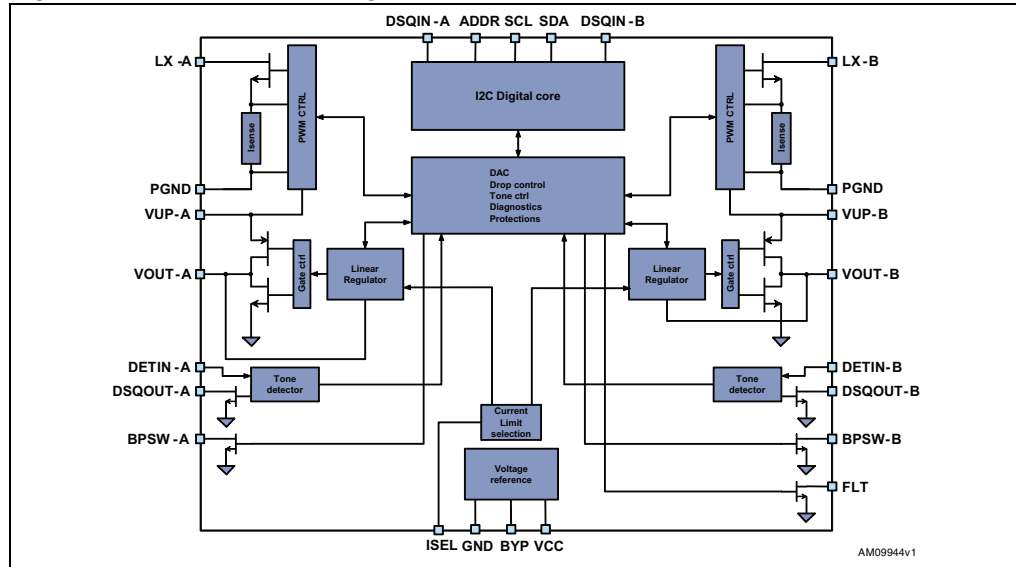 DSQIN-A ADDR SCL SDA DSQIN-B
LX-A
LX-B
I2C Digital core
PWM CTRL
PWM CTRL
Isense
Isense
DAC
Drop control
Tone ctrl
Diagnostics
Protections
PGND
PGND
VUP-A
VUP-B
VOUT-A
Gate ctrl
Linear
Regulator
Linear
Regulator
Gate ctrl
VOUT-B
DETIN-A
Tone
detector
DSQOUT-A
DETIN-B
Tone
detector
DSQOUT-B
Current
Limit
selection
BPSW-A
BPSW-B
Voltage
reference
FLT
ISEL GND BYP VCC
AM09944v1